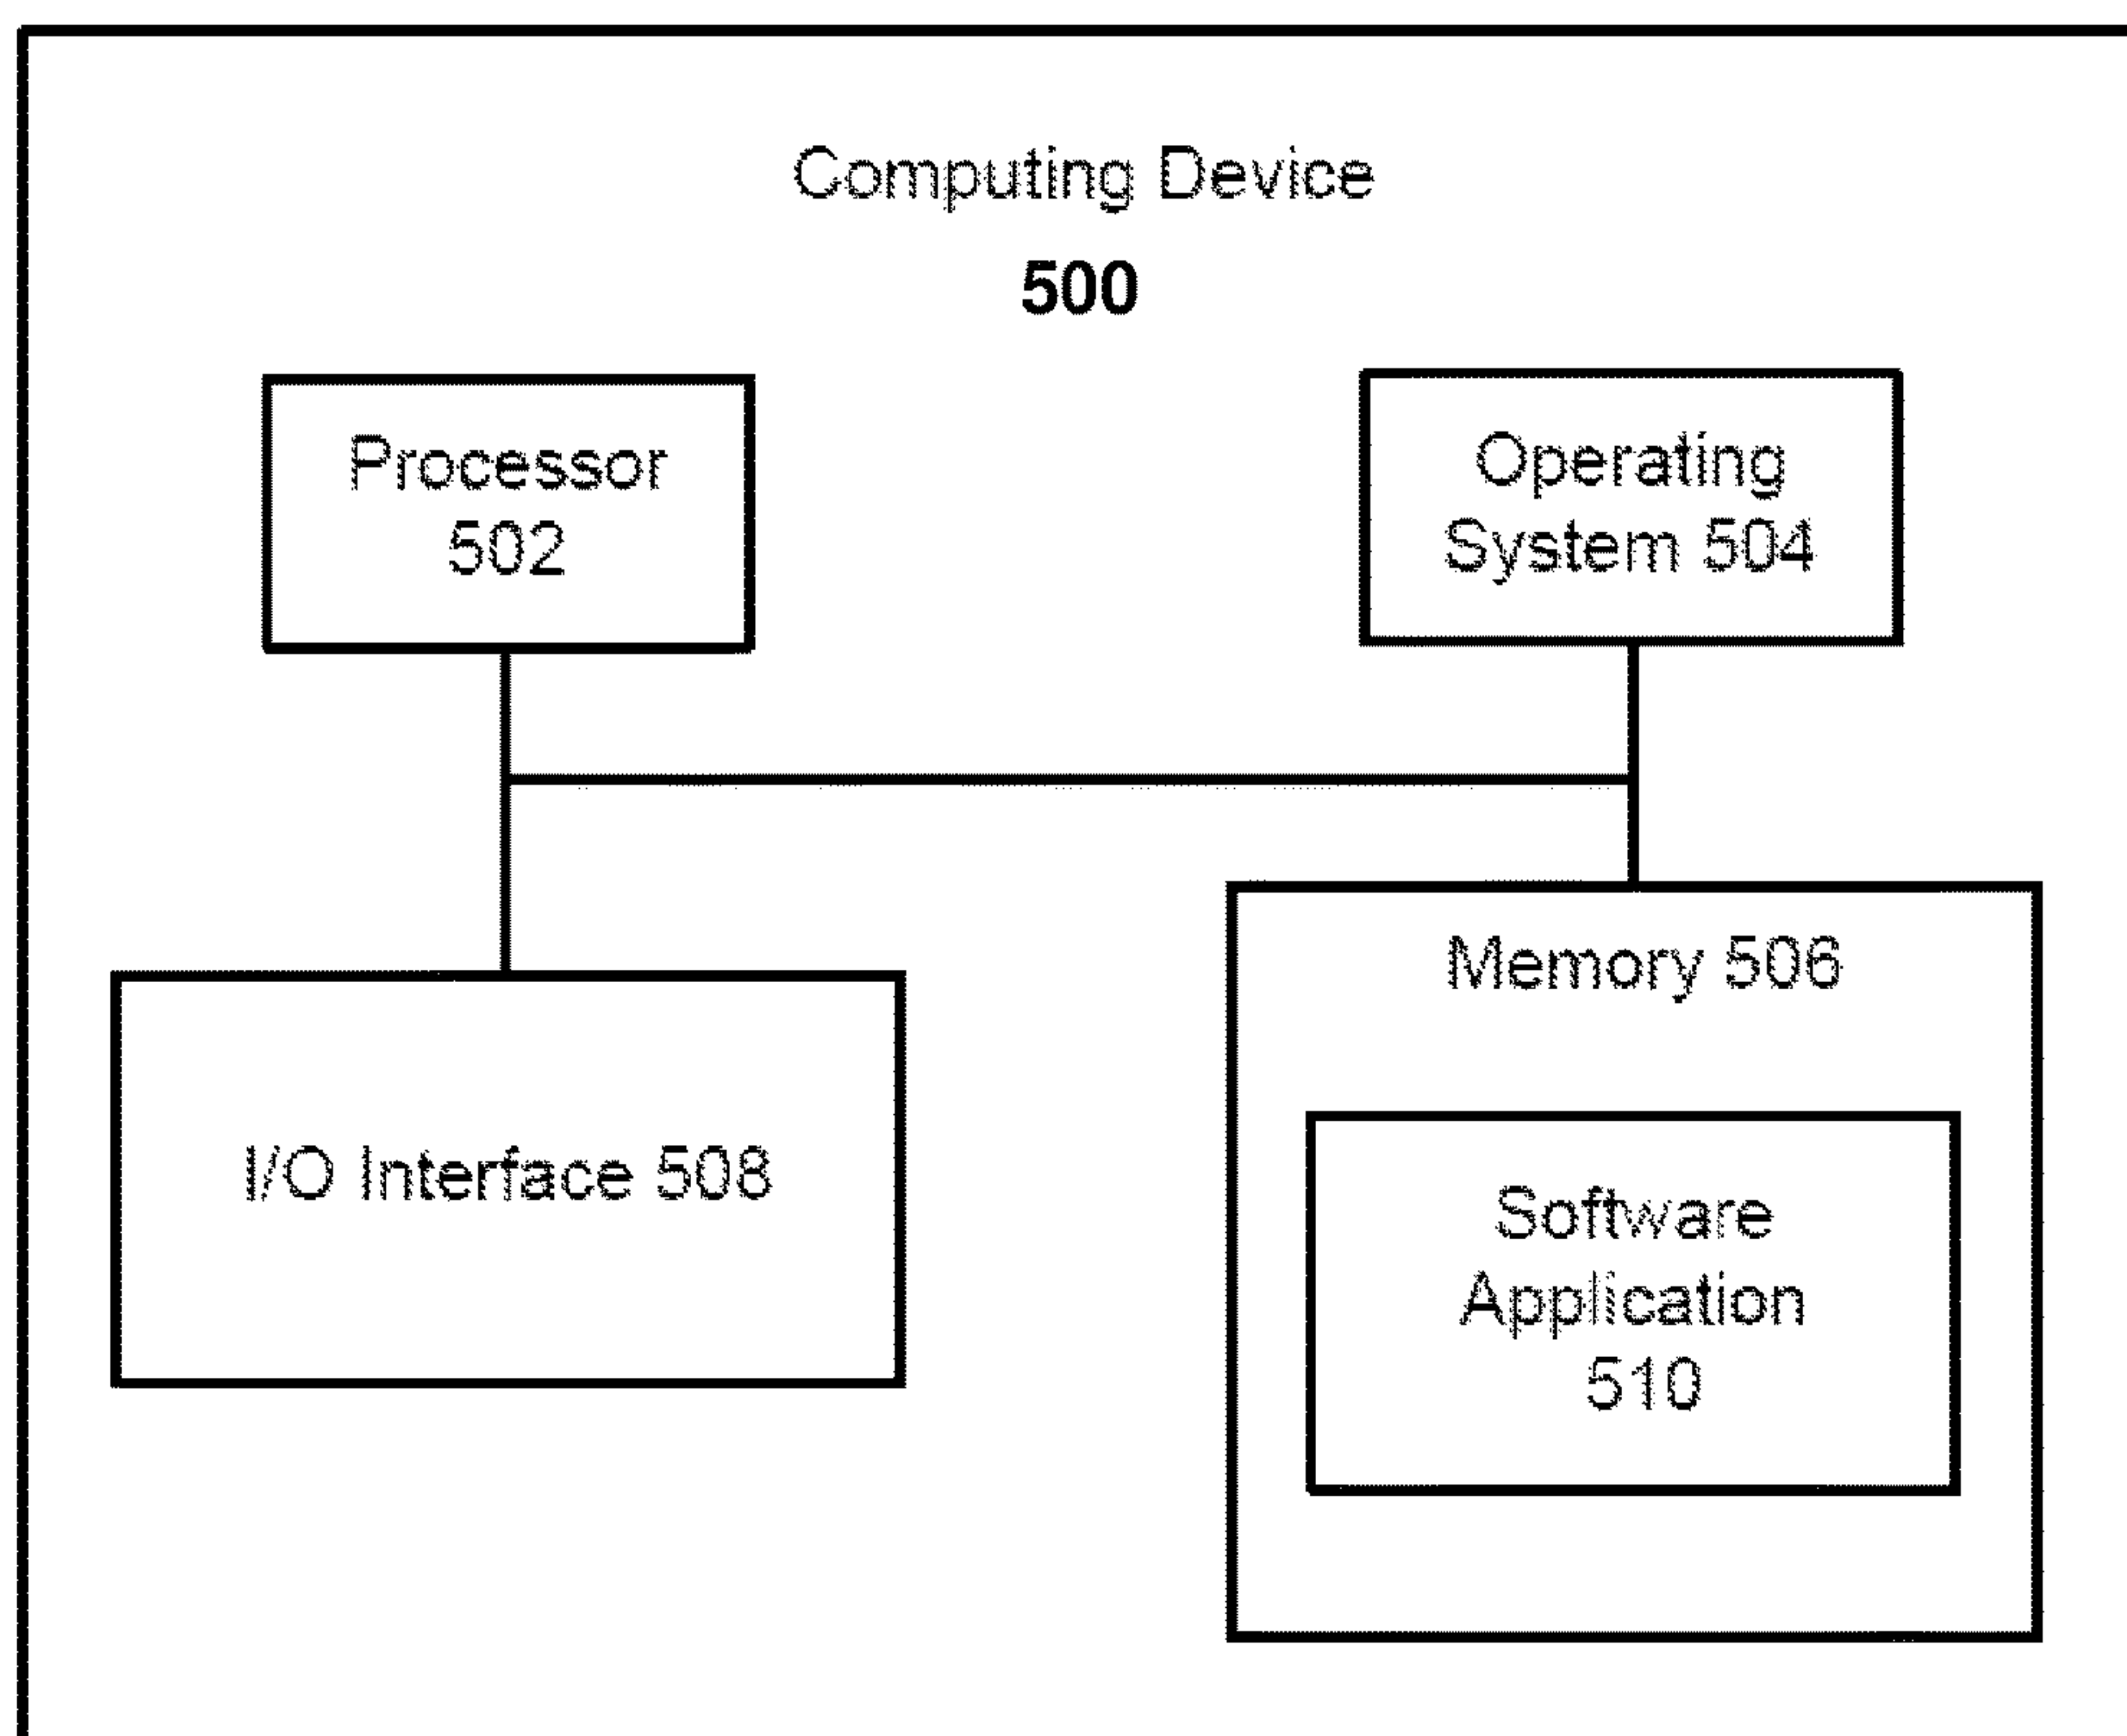 Computing Device
500
Processor
502
Operating
System 504
Memory 506
I/O Interface 508
Software
Application
510